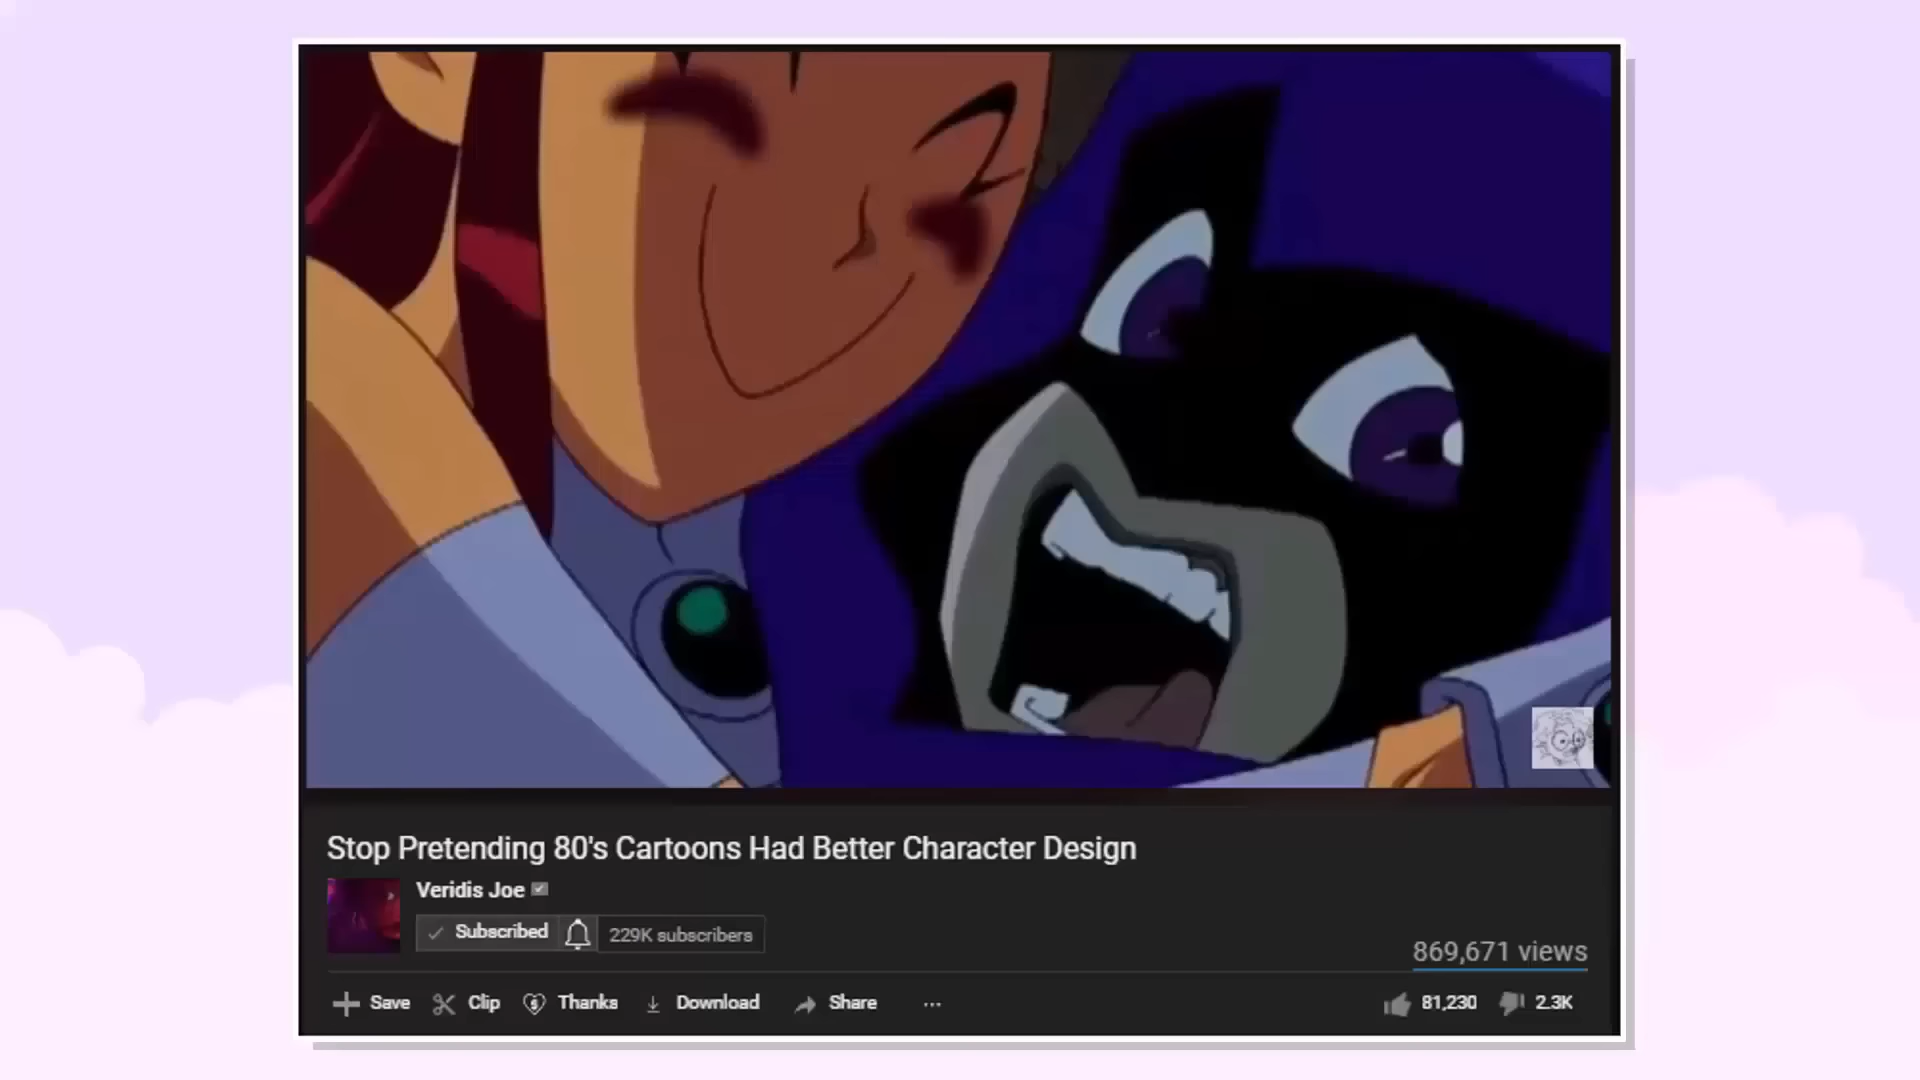 Stop Pretending 80's Cartoons Had Better Character Design
Veridis Joe
Subscribed
229K subscribers
869,671 views
Save Clip Thanks Download Share ... 81,230 2.3K